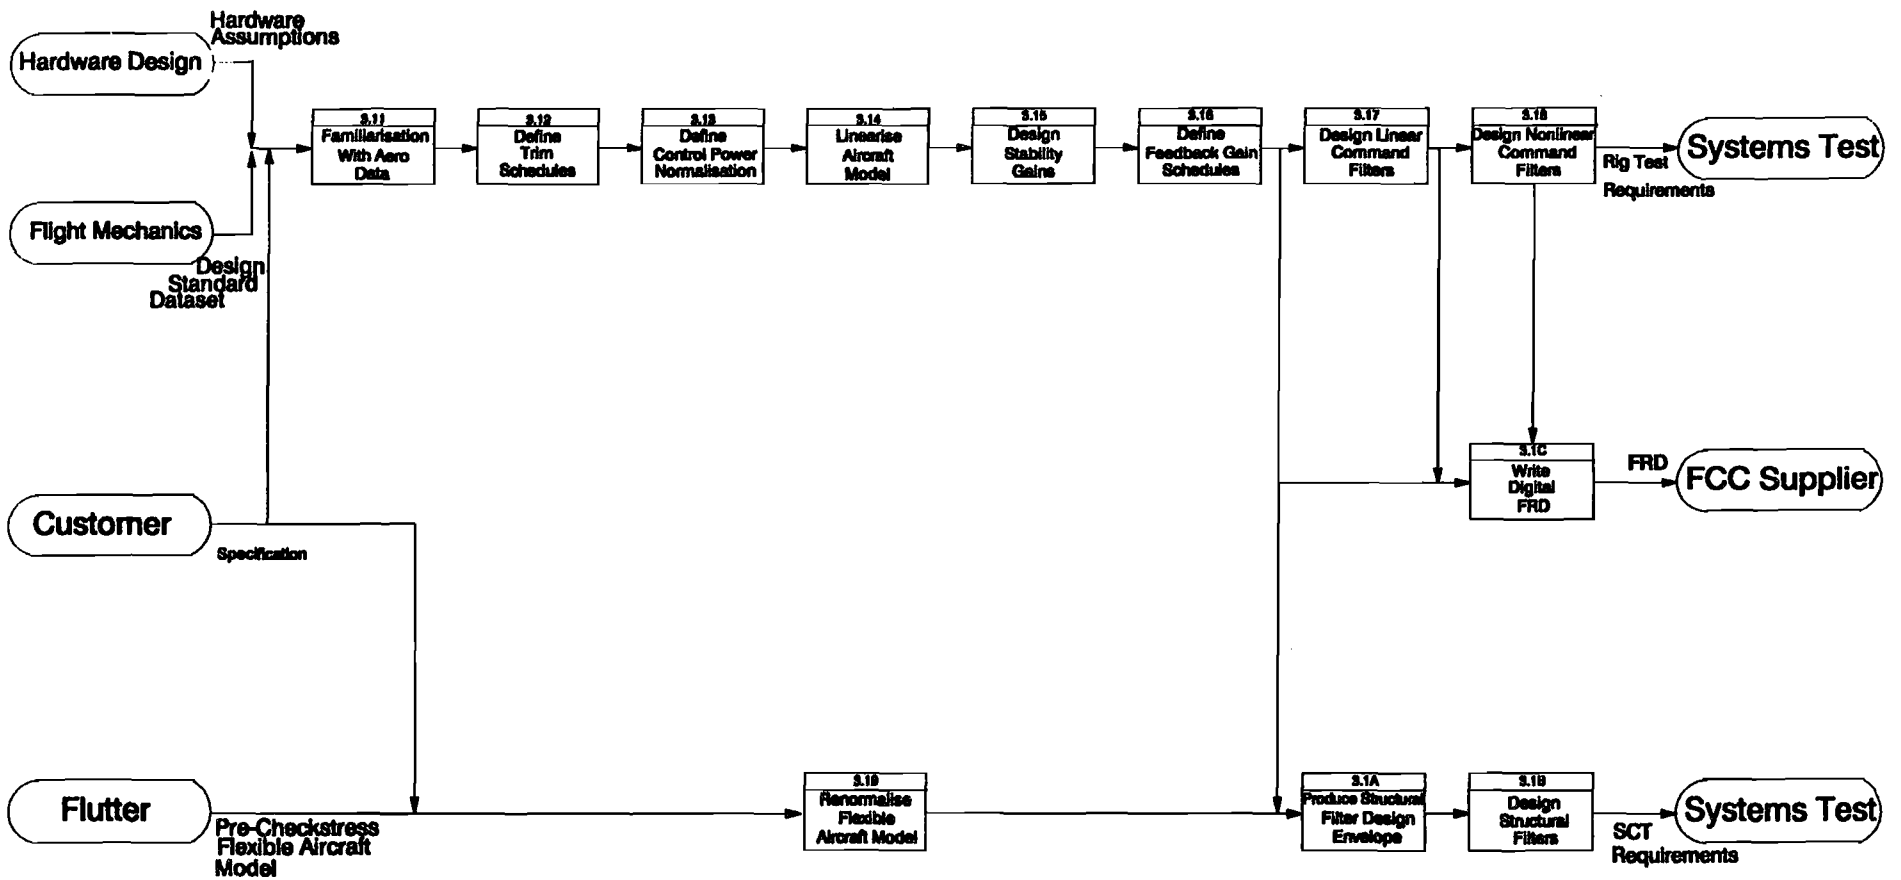 Hardware
Assumptions
Hardware Design
3.11
Familiarisation
With Aero
Data
3.12
Define
Trim
Schedules
3.13
Define
Control Power
Normalisation
3.14
Linearise
Aircraft
Model
3.15
Design
Stability
Gains
3.16
Define
Feedback Gain
Schedules
3.17
Design Linear
Command
Filters
3.18
Design Nonlinear
Command
Filters
Rig Test
Requirements
Systems Test
Flight Mechanics
Design
Standard
Dataset
3.1C
Write
Digital
FRD
FRD
FCC Supplier
Customer
Specification
Flutter
Pre-Checkstress
Flexible Aircraft
Model
3.19
Renormalise
Flexible
Aircraft Model
3.1A
Produce Structural
Filter Design
Envelope
3.1B
Design
Structural
Filters
SCT
Requirements
Systems Test